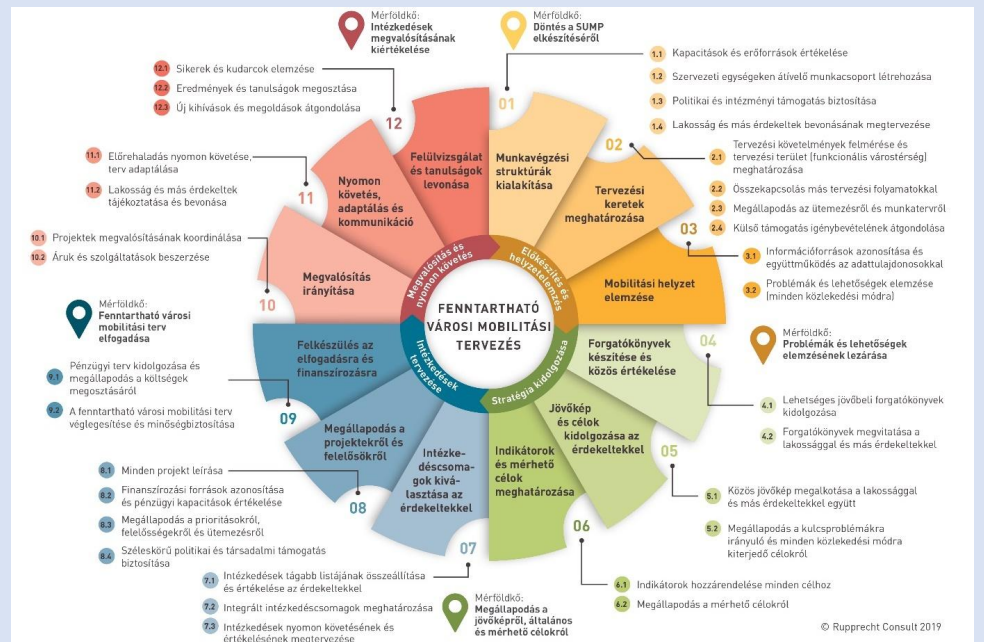 Mérföldkő:
Intézkedések
megvalósításának
kiértékelése
Mérföldkő:
Döntés a SUMP
elkészítéséről
01
1.1 Kapacitások és erőforrások értékelése
1.2 Szervezeti egységeken átívelő munkacsoport létrehozása
1.3 Politikai és intézményi támogatás biztosítása
1.4 Lakosság és más érdekeltek bevonásának megtervezése
Munkavégzési
struktúrák
kialakítása
02
2.1 Tervezési követelmények felmérése és
tervezési terület (funkcionális várostérség)
meghatározása
2.2 Összekapcsolás más tervezési folyamatokkal
2.3 Megállapodás az ütemezésről és munkatervről
2.4 Külső támogatás igénybevételének átgondolása
Tervezési
keretek
meghatározása
03
3.1 Információforrások azonosítása és
együttműködés az adattulajdonosokkal
3.2 Problémák és lehetőségek elemzése
(minden közlekedési módra)
Mobilitási helyzet
elemzése
Mérföldkő:
Problémák és lehetőségek
elemzésének lezárása
04
4.1 Lehetséges jövőbeli forgatókönyvek
kidolgozása
4.2 Forgatókönyvek megvitatása a
lakossággal és más érdekeltekkel
Forgatókönyvek
készítése és
közös értékelése
05
5.1 Közös jövőkép megalkotása a lakossággal
és más érdekeltekkel együtt
5.2 Megállapodás a kulcsproblémákra
irányuló és minden közlekedési módra
kiterjedő célokról
Jövőkép
és célok
kidolgozása az
érdekeltekkel
06
6.1 Indikátorok hozzárendelése minden célhoz
6.2 Megállapodás a mérhető célokról
Indikátorok
és mérhető
célok
meghatározása
Mérföldkő:
Megállapodás a
jövőképről, általános
és mérhető célokról
07
7.1 Intézkedések tágabb listájának összeállítása
és értékelése az érdekeltekkel
7.2 Integrált intézkedéscsomagok meghatározása
7.3 Intézkedések nyomon követésének és
értékelésének megtervezése
Intézke-
déscsoma-
gok kivá-
lasztása az
érdekeltekkel
08
8.1 Minden projekt leírása
8.2 Finanszírozási források azonosítása
és pénzügyi kapacitások értékelése
8.3 Megállapodás a prioritásokról,
felelősségekről és ütemezésről
8.4 Széleskörű politikai és társadalmi támogatás
biztosítása
Megállapodás a
projektekről és
felelősökről
09
9.1 Pénzügyi terv kidolgozása és
megállapodás a költségek
megosztásáról
9.2 A fenntartható városi mobilitási terv
véglegesítése és minőségbiztosítása
Felkészülés az
elfogadásra és
finanszírozásra
Mérföldkő:
Fenntartható városi
mobilitási terv
elfogadása
10
10.1 Projektek megvalósításának koordinálása
10.2 Áruk és szolgáltatások beszerzése
Megvalósítás
irányítása
11
11.1 Előrehaladás nyomon követése,
terv adaptálása
11.2 Lakosság és más érdekeltek
tájékoztatása és bevonása
Nyomon
követés,
adaptálás és
kommunikáció
12
12.1 Sikerek és kudarcok elemzése
12.2 Eredmények és tanulságok megosztása
12.3 Új kihívások és megoldások átgondolása
Felülvizsgálat
és tanulságok
levonása
Megvalósítás és
nyomon követés
Előkészítés és
helyzetelemzés
Stratégia kidolgozása
Intézkedések
tervezése
FENNTARTHATÓ
VÁROSI MOBILITÁSI
TERVEZÉS
© Rupprecht Consult 2019